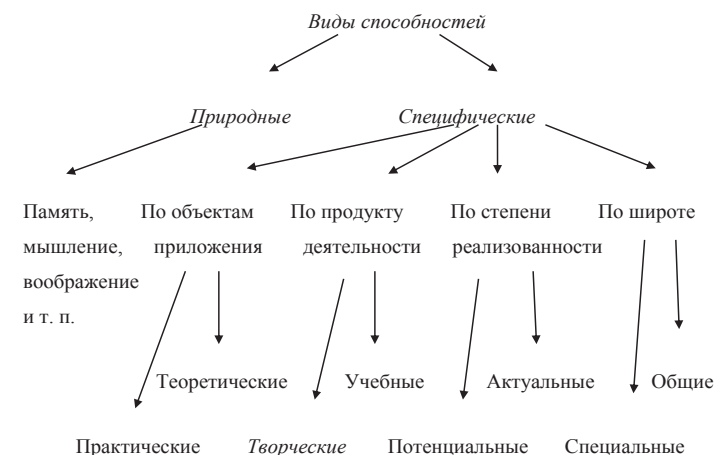 Виды способностей
Природные Специфические
Память, По объектам По продукту По степени По широте
мышление, приложения деятельности реализованности
воображение
и т. п.
Теоретические Учебные Актуальные Общие
Практические Творческие Потенциальные Специальные